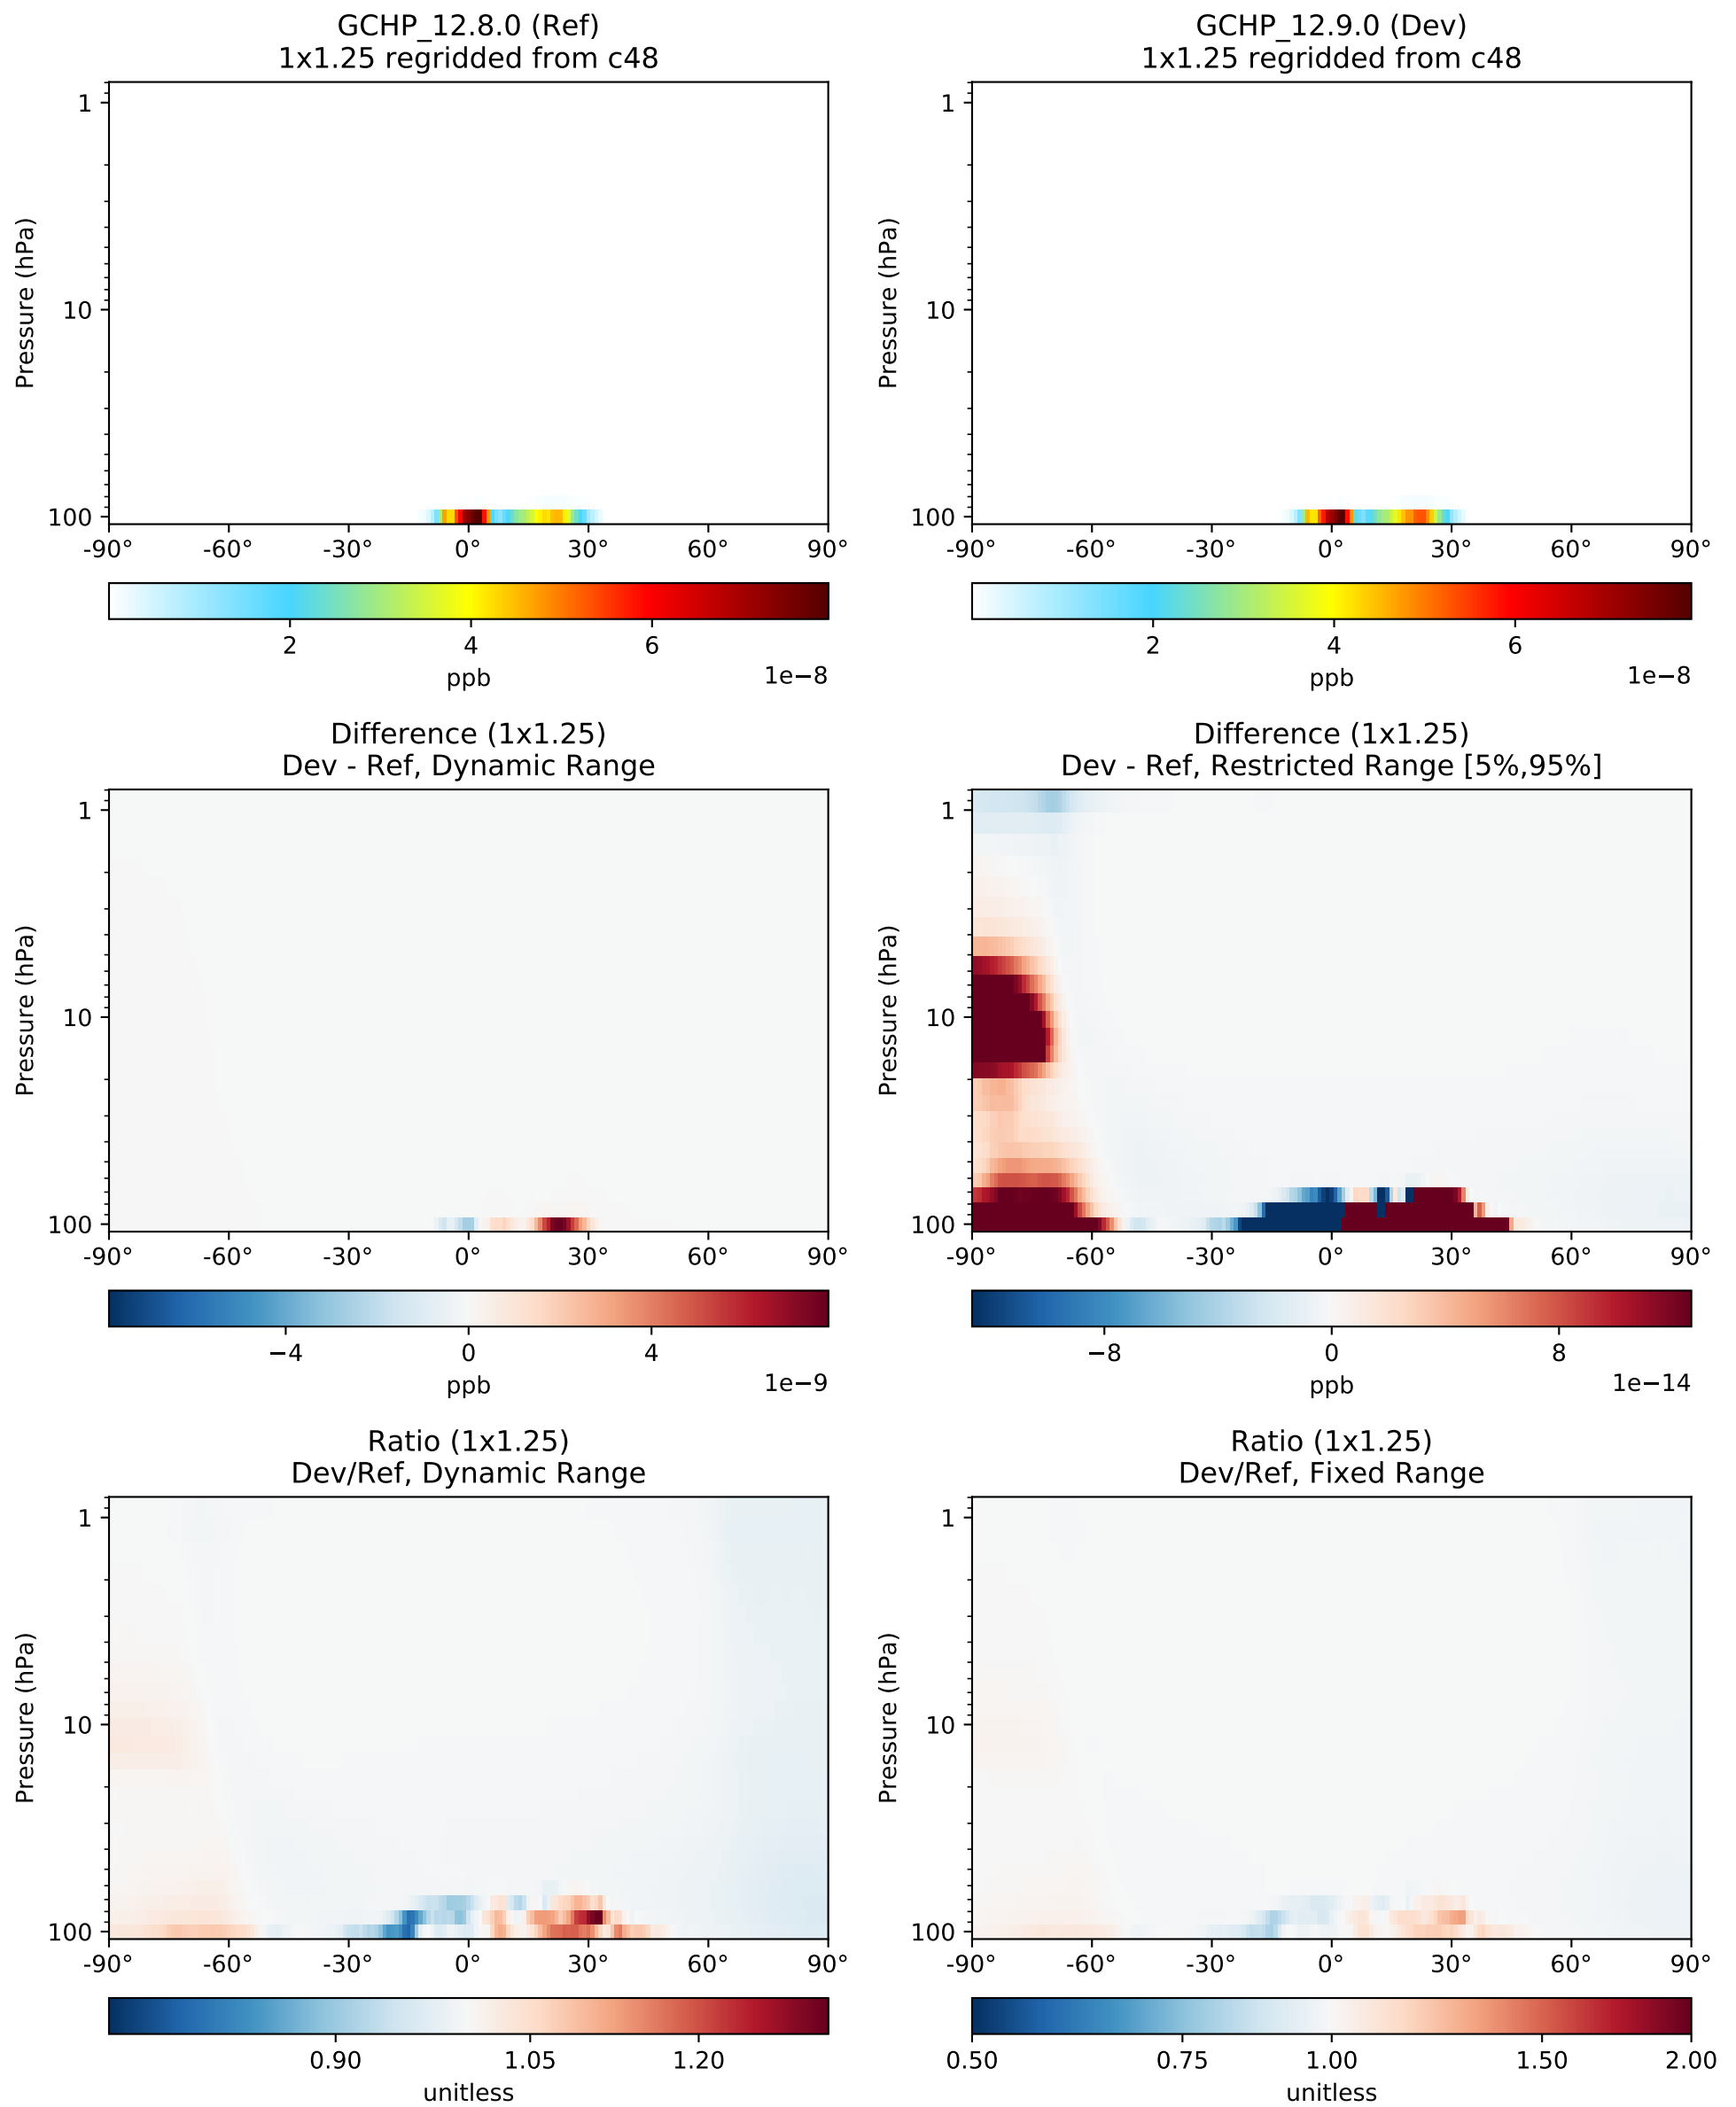 GCHP_12.8.0 (Ref)
1x1.25 regridded from c48
Pressure (hPa)
1
10
100
-90° -60° -30° 0° 30° 60° 90°
2 4 6
ppb
1e−8
GCHP_12.9.0 (Dev)
1x1.25 regridded from c48
Pressure (hPa)
1
10
100
-90° -60° -30° 0° 30° 60° 90°
2 4 6
ppb
1e−8
Difference (1x1.25)
Dev - Ref, Dynamic Range
Pressure (hPa)
1
10
100
-90° -60° -30° 0° 30° 60° 90°
−4 0 4
ppb
1e−9
Difference (1x1.25)
Dev - Ref, Restricted Range [5%,95%]
Pressure (hPa)
1
10
100
-90° -60° -30° 0° 30° 60° 90°
−8 0 8
ppb
1e−14
Ratio (1x1.25)
Dev/Ref, Dynamic Range
Pressure (hPa)
1
10
100
-90° -60° -30° 0° 30° 60° 90°
0.90 1.05 1.20
unitless
Ratio (1x1.25)
Dev/Ref, Fixed Range
Pressure (hPa)
1
10
100
-90° -60° -30° 0° 30° 60° 90°
0.50 0.75 1.00 1.50 2.00
unitless